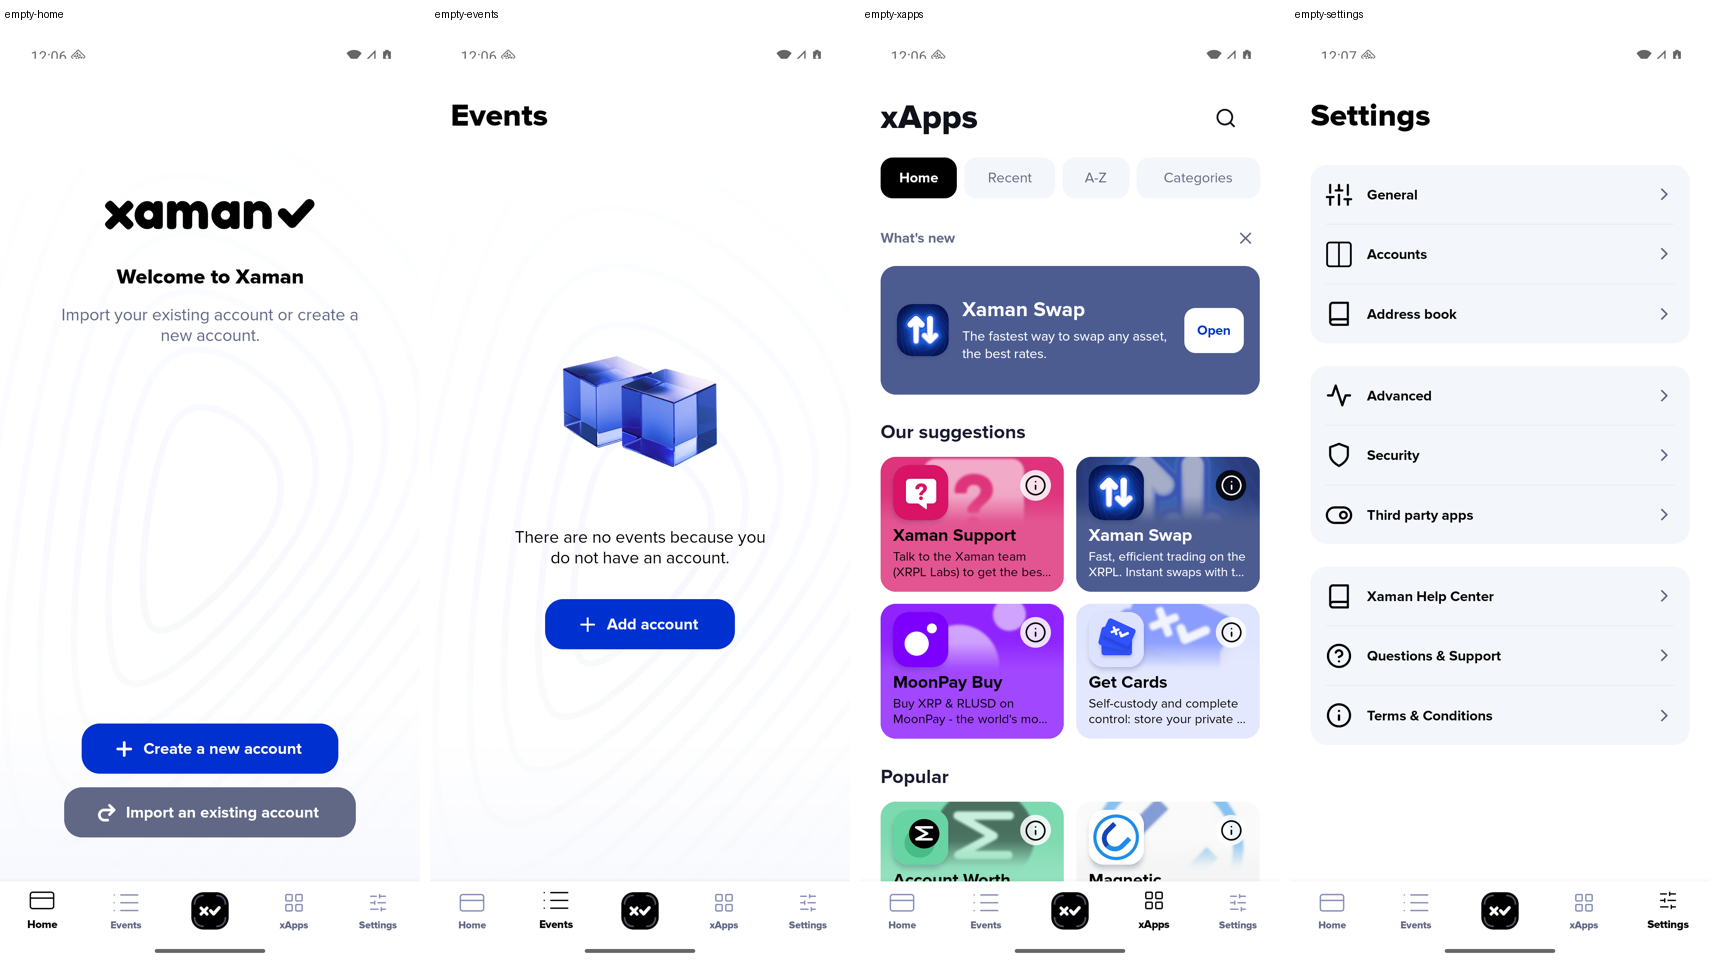 empty-home
12:06
xaman
Welcome to Xaman
Import your existing account or create a
new account.
Create a new account
Import an existing account
Home
Events
xApps
Settings
empty-events
12:06
Events
There are no events because you
do not have an account.
Add account
Home
Events
xApps
Settings
empty-xapps
12:06
xApps
Home
Recent
A-Z
Categories
What's new
Xaman Swap
The fastest way to swap any asset,
the best rates.
Open
Our suggestions
Xaman Support
Talk to the Xaman team
(XRPL Labs) to get the bes...
Xaman Swap
Fast, efficient trading on the
XRPL. Instant swaps with t...
MoonPay Buy
Buy XRP & RLUSD on
MoonPay - the world's mo...
Get Cards
Self-custody and complete
control: store your private ...
Popular
Account Worth
Magnetic
Home
Events
xApps
Settings
empty-settings
12:07
Settings
General
Accounts
Address book
Advanced
Security
Third party apps
Xaman Help Center
Questions & Support
Terms & Conditions
Home
Events
xApps
Settings